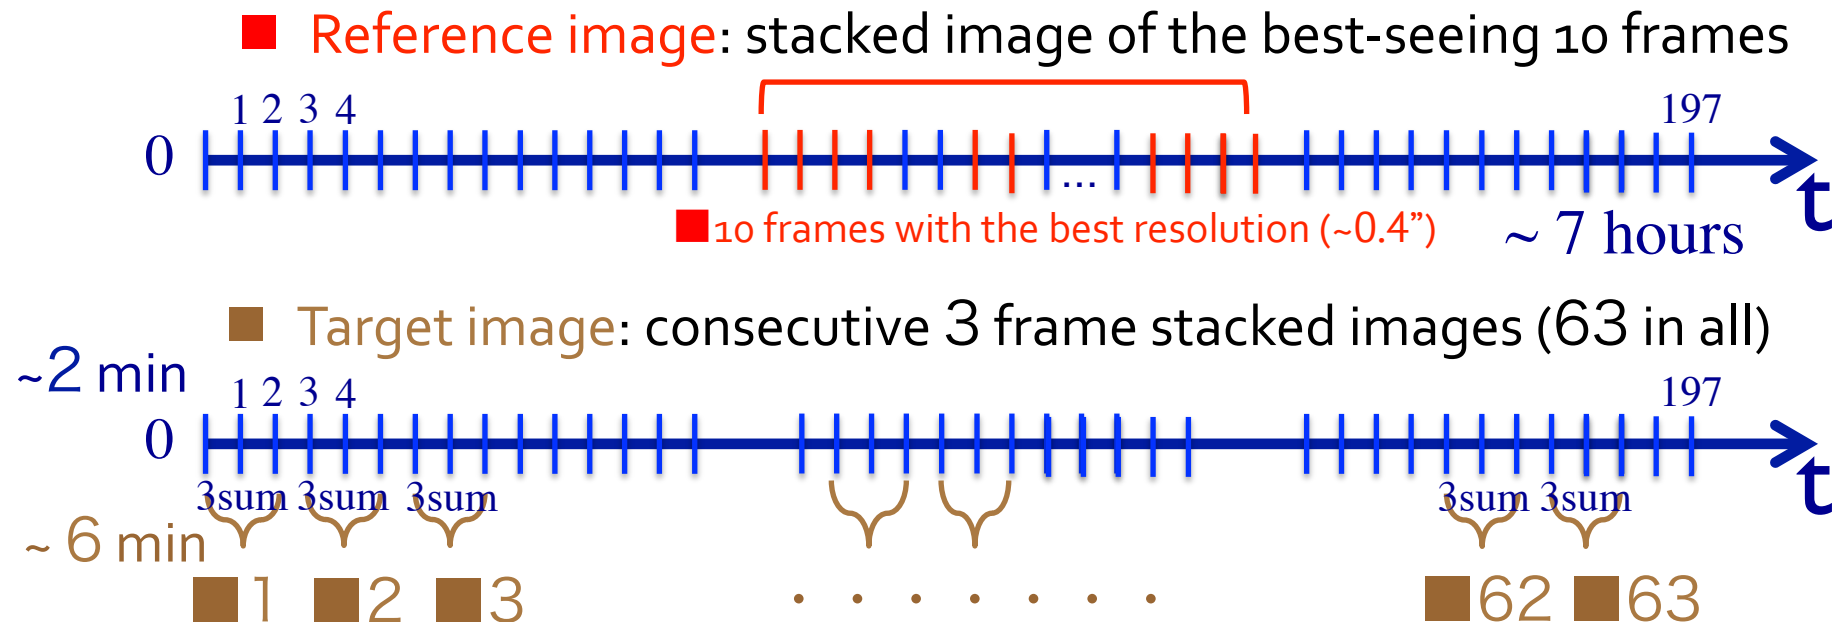 Reference image: stacked image of the best-seeing 10 frames
1 2 3 4 197
0
...
t
10 frames with the best resolution (~0.4”) ~ 7 hours
Target image: consecutive 3 frame stacked images (63 in all)
~2 min
1 2 3 4 197
0
t
3sum 3sum 3sum 3sum 3sum
~ 6 min
1 2 3 . . . . . . . 62 63